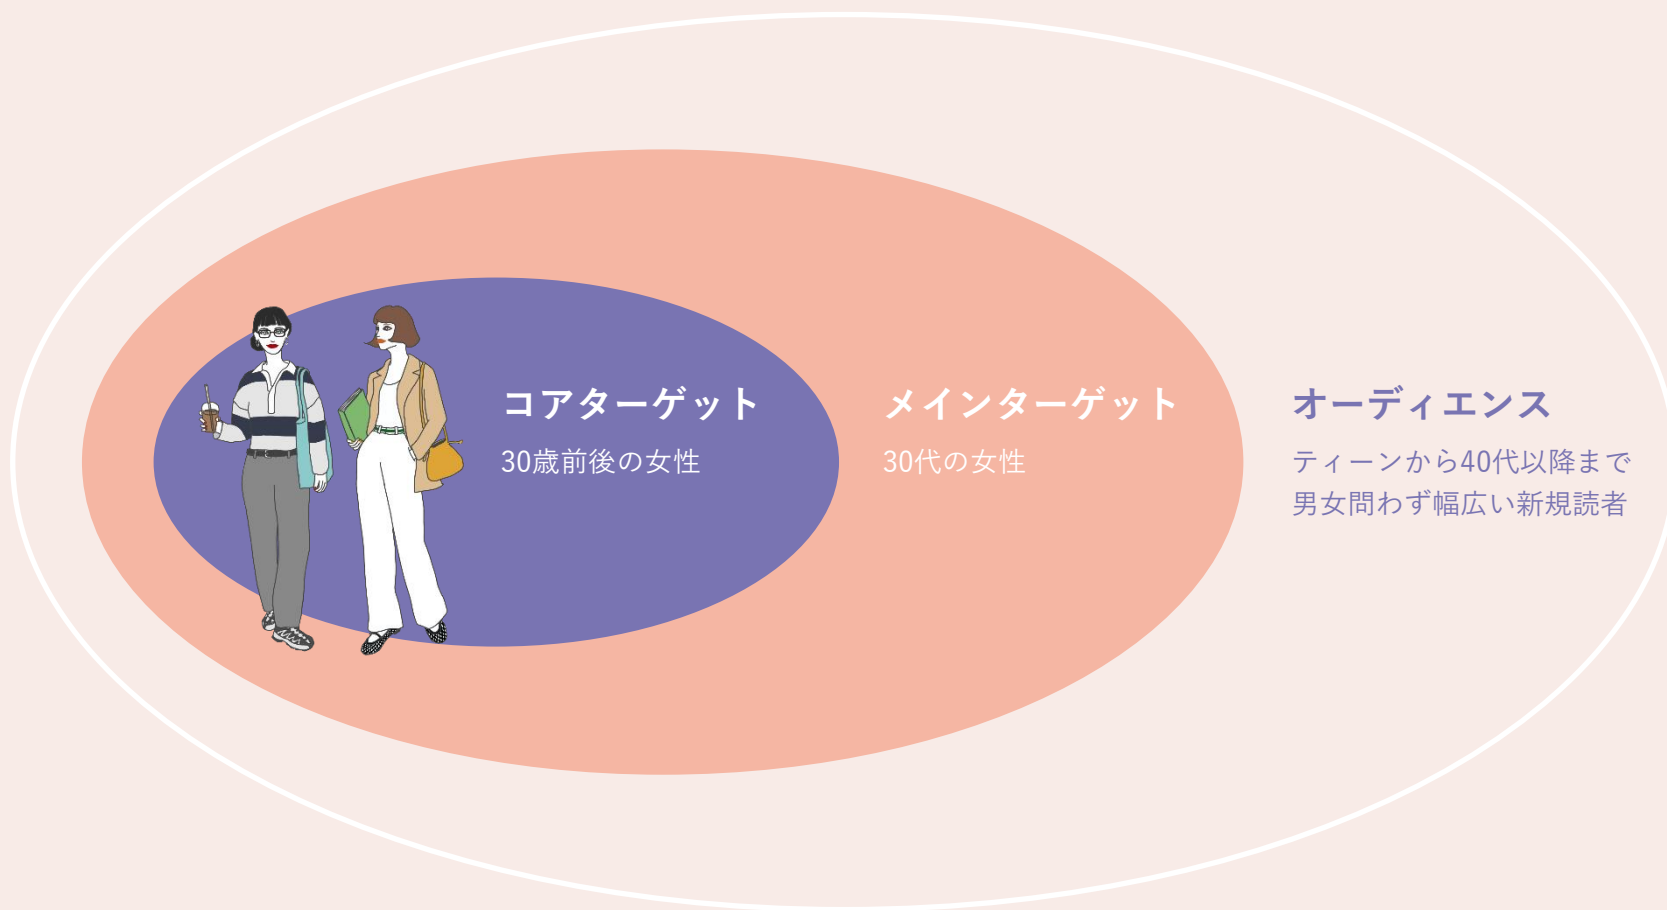 コアターゲット
30歳前後の女性
メインターゲット
30代の女性
オーディエンス
ティーンから40代以降まで
男女問わず幅広い新規読者